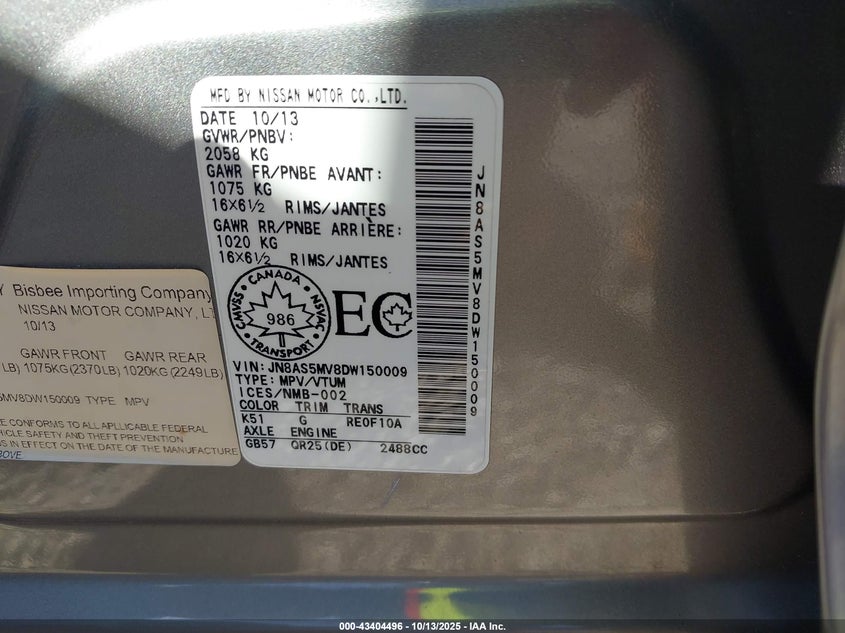 MFD BY NISSAN MOTOR CO.,LTD.
DATE 10/13
GVWR/PNBV:
2058 KG
GAWR FR/PNBE AVANT:
1075 KG
16X6½ RIMS/JANTES
GAWR RR/PNBE ARRIÈRE:
1020 KG
16X6½ RIMS/JANTES
CANADA
CMVSS NSVAC
986
TRANSPORT
EC
VIN: JN8AS5MV8DW150009
TYPE: MPV/VTUM
ICES/NMB-002
COLOR TRIM TRANS
K51 G RE0F10A
AXLE ENGINE
GB57 QR25(DE) 2488CC
JN8AS5MV8DW150009
Y Bisbee Importing Company
NISSAN MOTOR COMPANY, LT
10/13
GAWR FRONT GAWR REAR
LB) 1075KG(2370LB) 1020KG(2249LB)
5MV8DW150009 TYPE MPV
E CONFORMS TO ALL APPLICABLE FEDERAL
HICLE SAFETY AND THEFT PREVENTION
S IN EFFECT ON THE DATE OF MANUFACTURE
ABOVE.
000-43404496 - 10/13/2025 - IAA Inc.